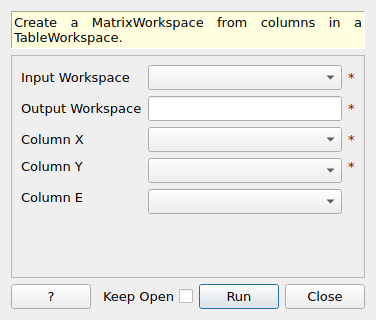 Create a MatrixWorkspace from columns in a
TableWorkspace.
Input Workspace *
Output Workspace *
Column X *
Column Y *
Column E
? Keep Open Run Close